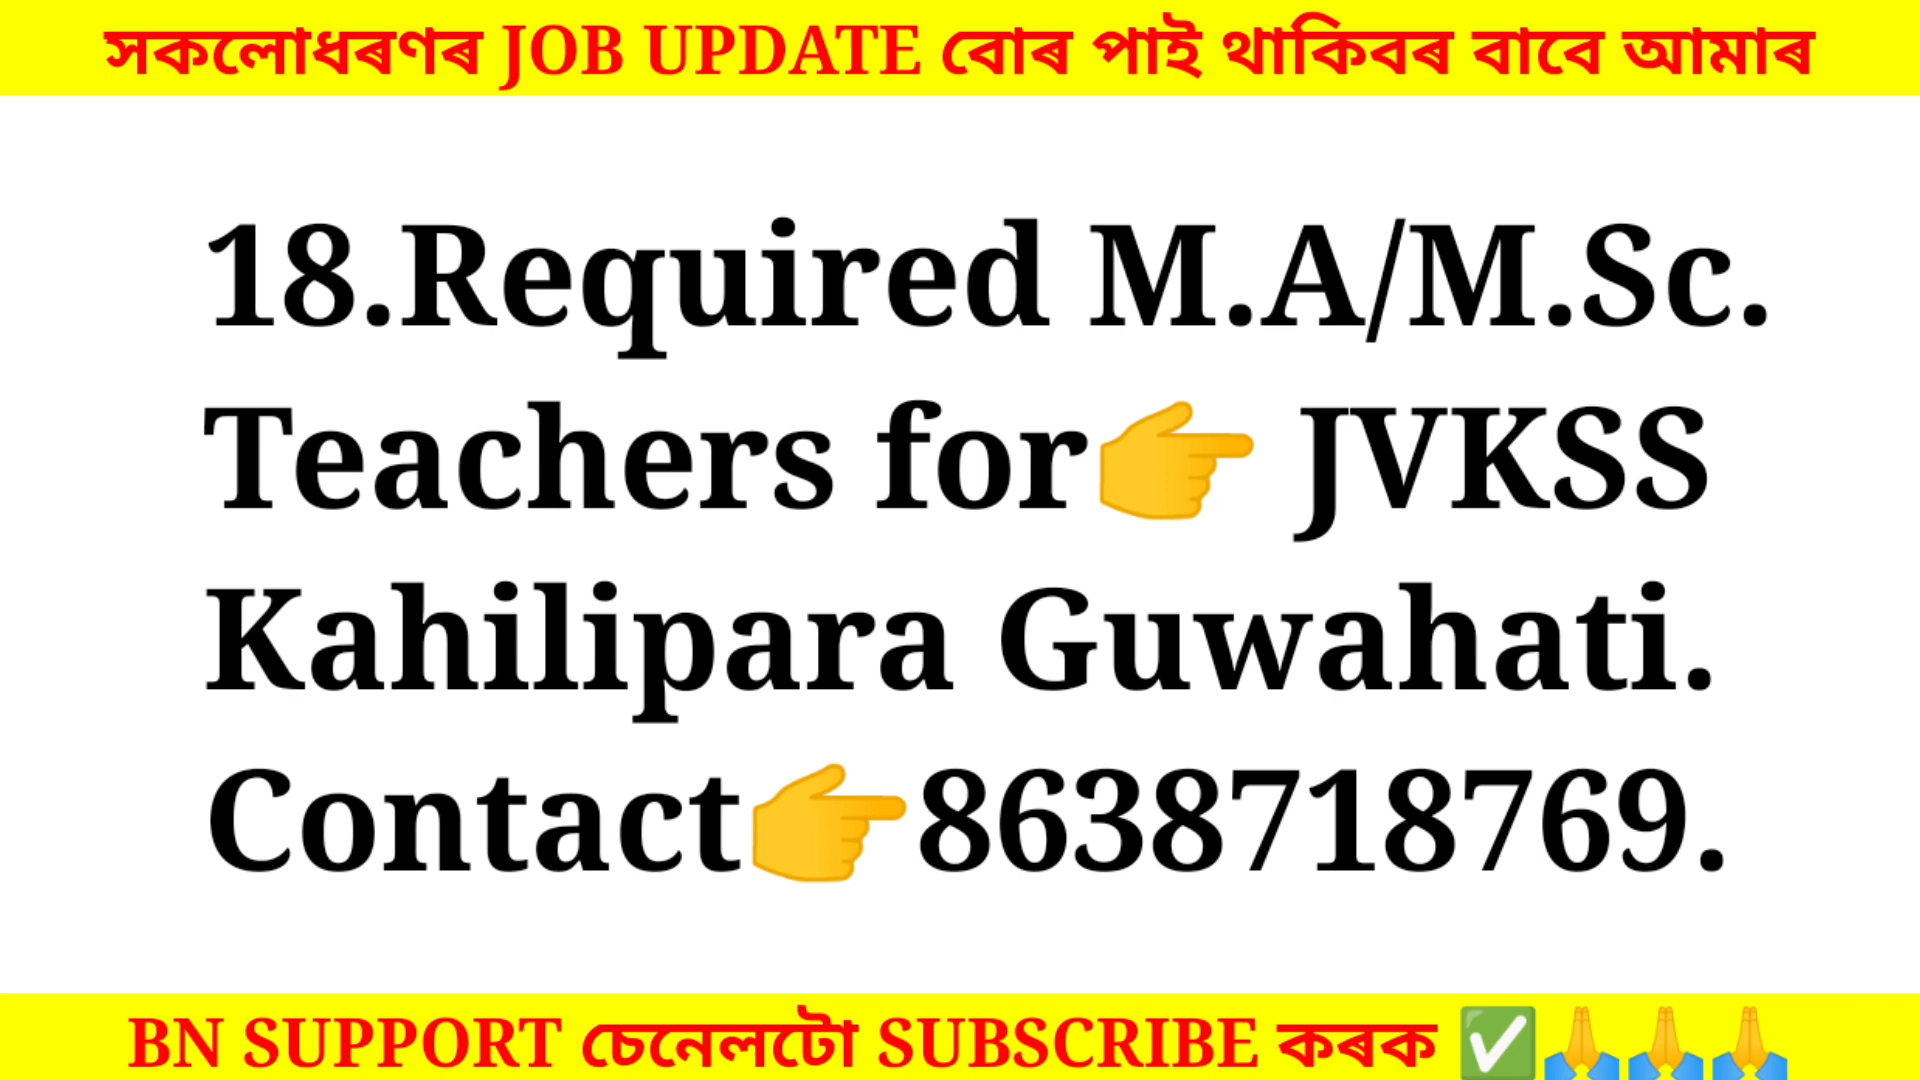 সকলোধৰণৰ JOB UPDATE বোৰ পাই থাকিবৰ বাবে আমাৰ
18.Required M.A/M.Sc.
Teachers for👉 JVKSS
Kahilipara Guwahati.
Contact👉8638718769.
BN SUPPORT চেনেলটো SUBSCRIBE কৰক ✅🙏🙏🙏